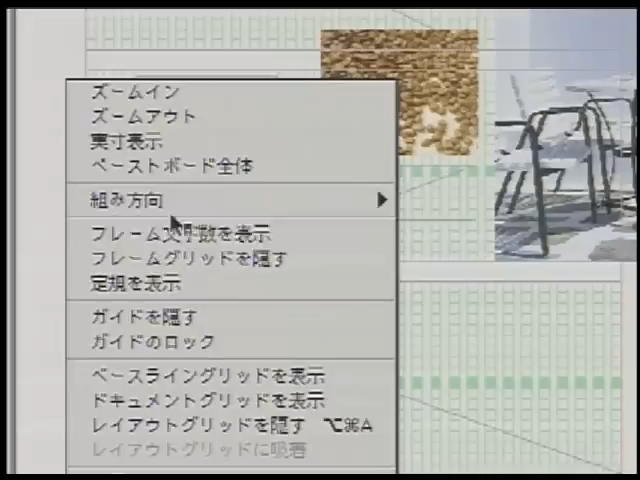 ズームイン
ズームアウト
実寸表示
ペーストボード全体
組み方向
フレーム文字数を表示
フレームグリッドを隠す
定規を表示
ガイドを隠す
ガイドのロック
ベースライングリッドを表示
ドキュメントグリッドを表示
レイアウトグリッドを隠す ⌥⌘A
レイアウトグリッドに吸着